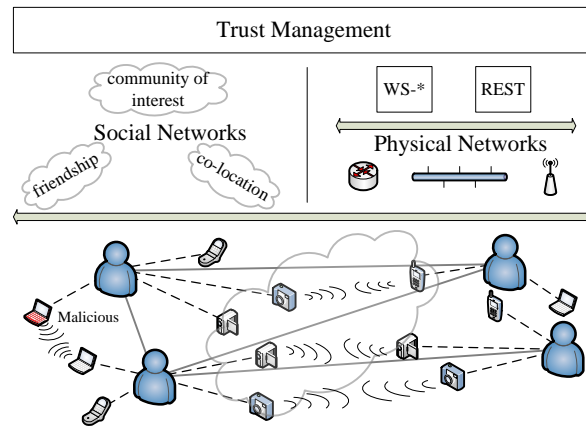 Trust Management
community of
interest
WS-*
REST
Social Networks
Physical Networks
friendship
co-location
Malicious